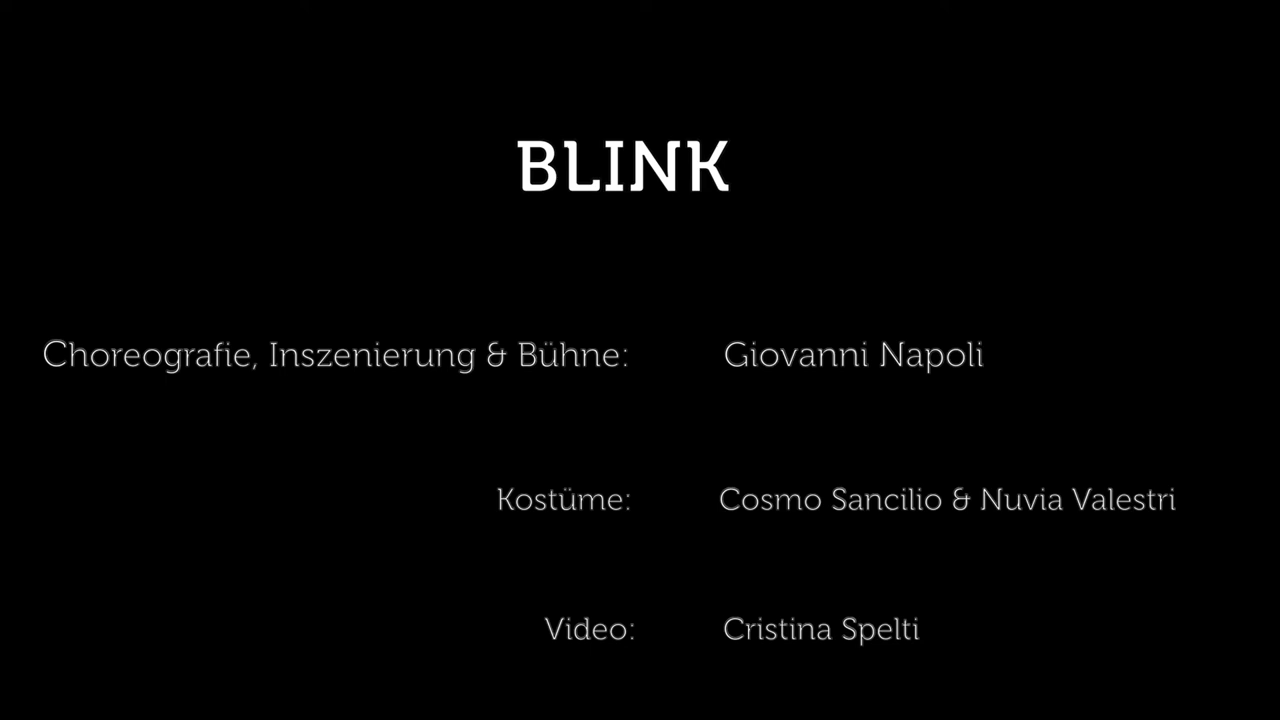 BLINK
Choreografie, Inszenierung & Bühne: Giovanni Napoli
Kostüme: Cosmo Sancilio & Nuvia Valestri
Video: Cristina Spelti